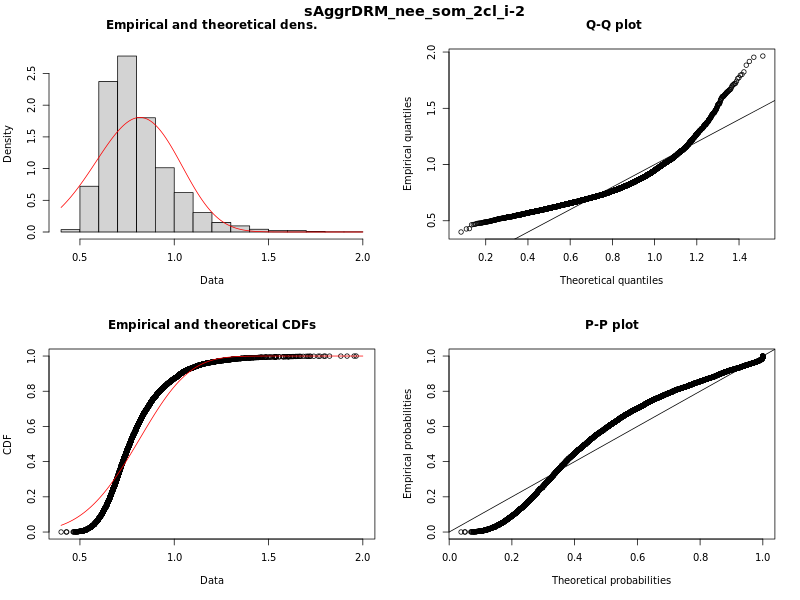 sAggrDRM_nee_som_2cl_i-2
Empirical and theoretical dens.
Density
0.0 0.5 1.0 1.5 2.0 2.5
0.5 1.0 1.5 2.0
Data
Q-Q plot
Empirical quantiles
0.5 1.0 1.5 2.0
0.2 0.4 0.6 0.8 1.0 1.2 1.4
Theoretical quantiles
Empirical and theoretical CDFs
CDF
0.0 0.2 0.4 0.6 0.8 1.0
0.5 1.0 1.5 2.0
Data
P-P plot
Empirical probabilities
0.0 0.2 0.4 0.6 0.8 1.0
0.0 0.2 0.4 0.6 0.8 1.0
Theoretical probabilities